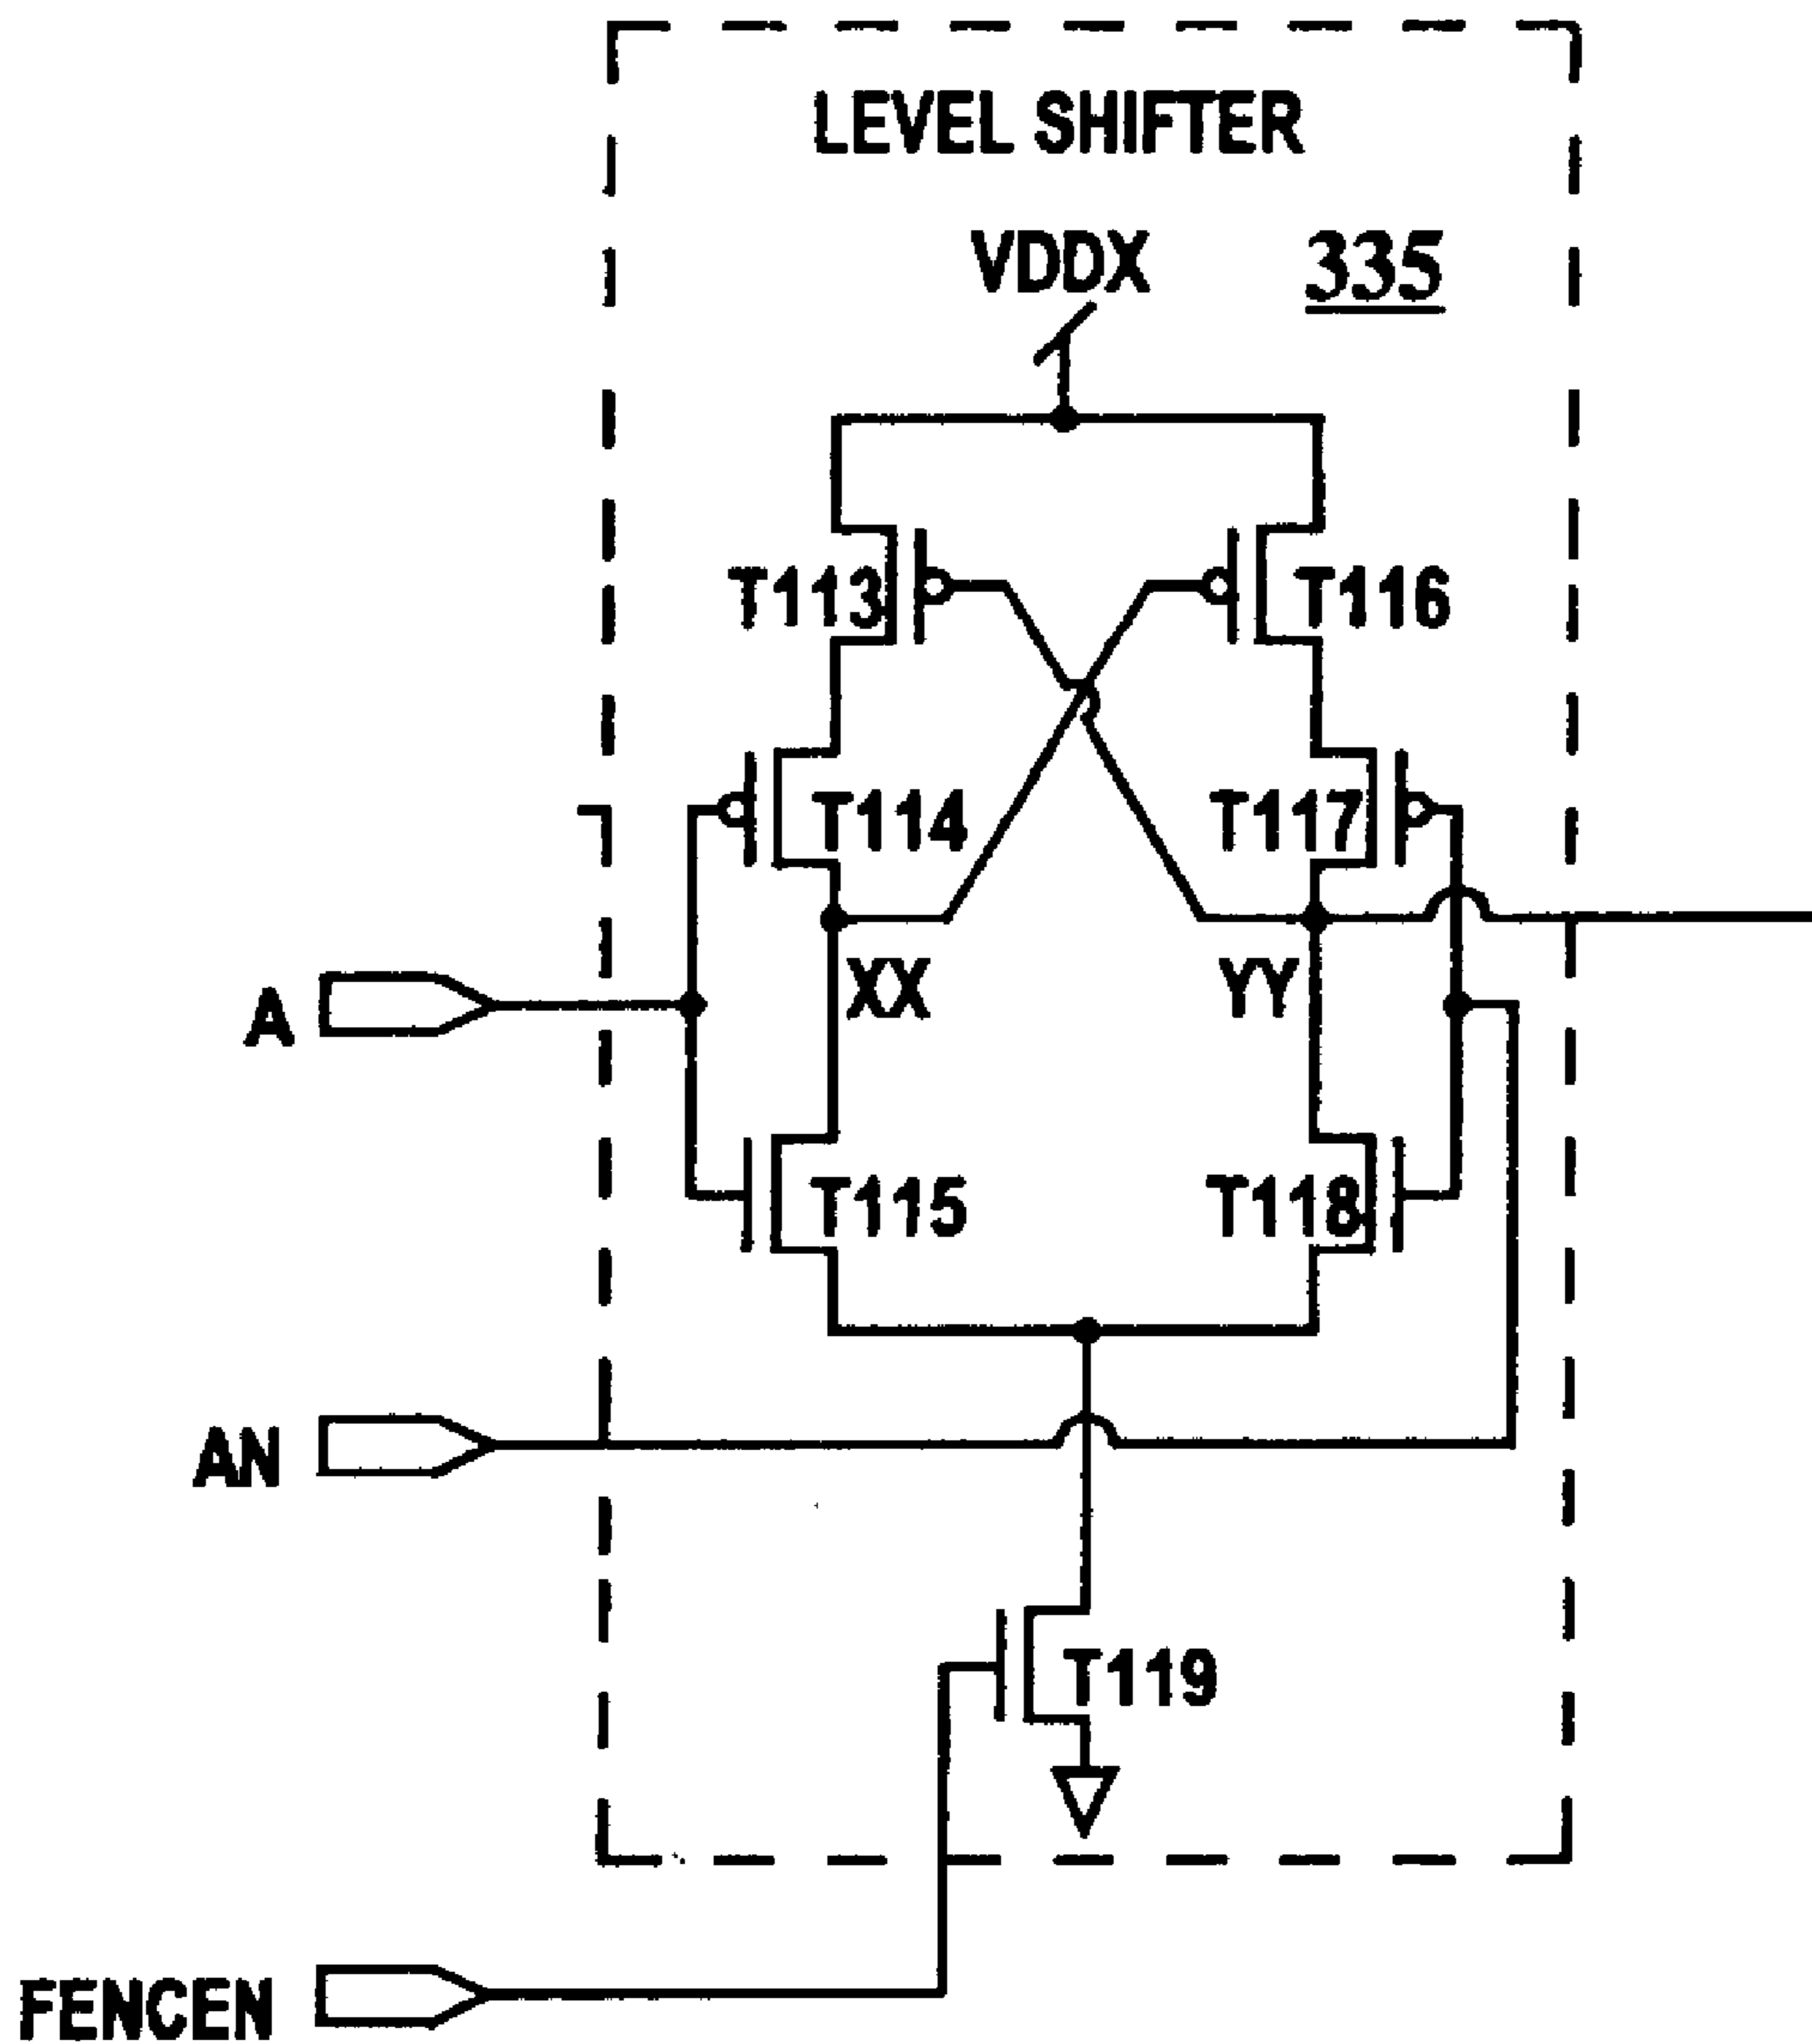 LEVEL SHIFTER
VDDX
335
T113
T116
T114
T117
A
XX
YY
T115
T118
AN
T119
FENCEN